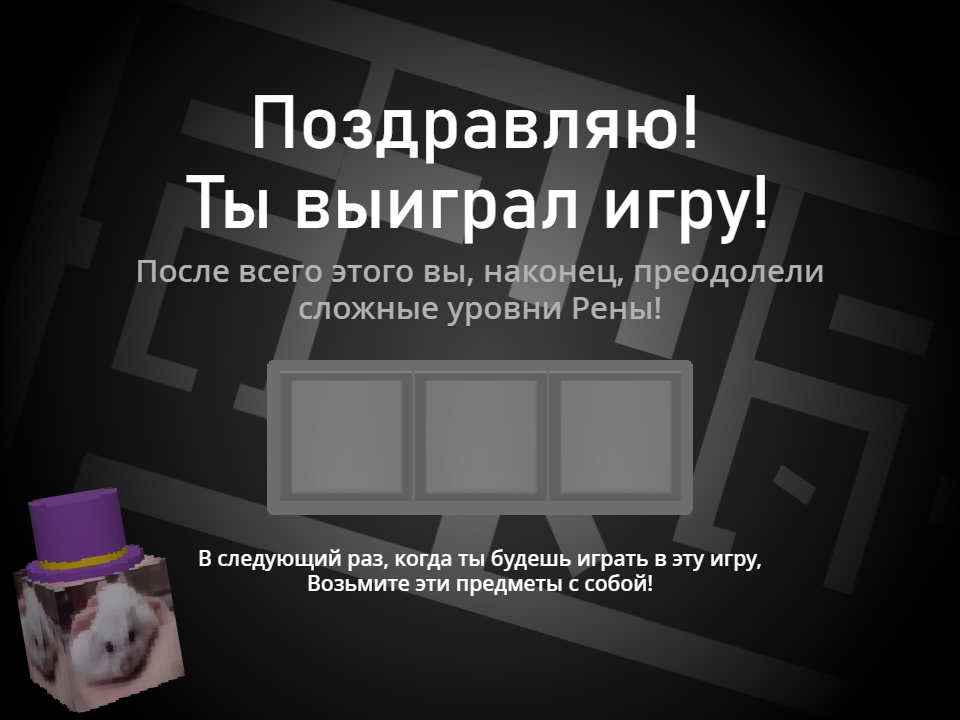 Поздравляю!
Ты выиграл игру!
После всего этого вы, наконец, преодолели
сложные уровни Рены!
В следующий раз, когда ты будешь играть в эту игру,
Возьмите эти предметы с собой!